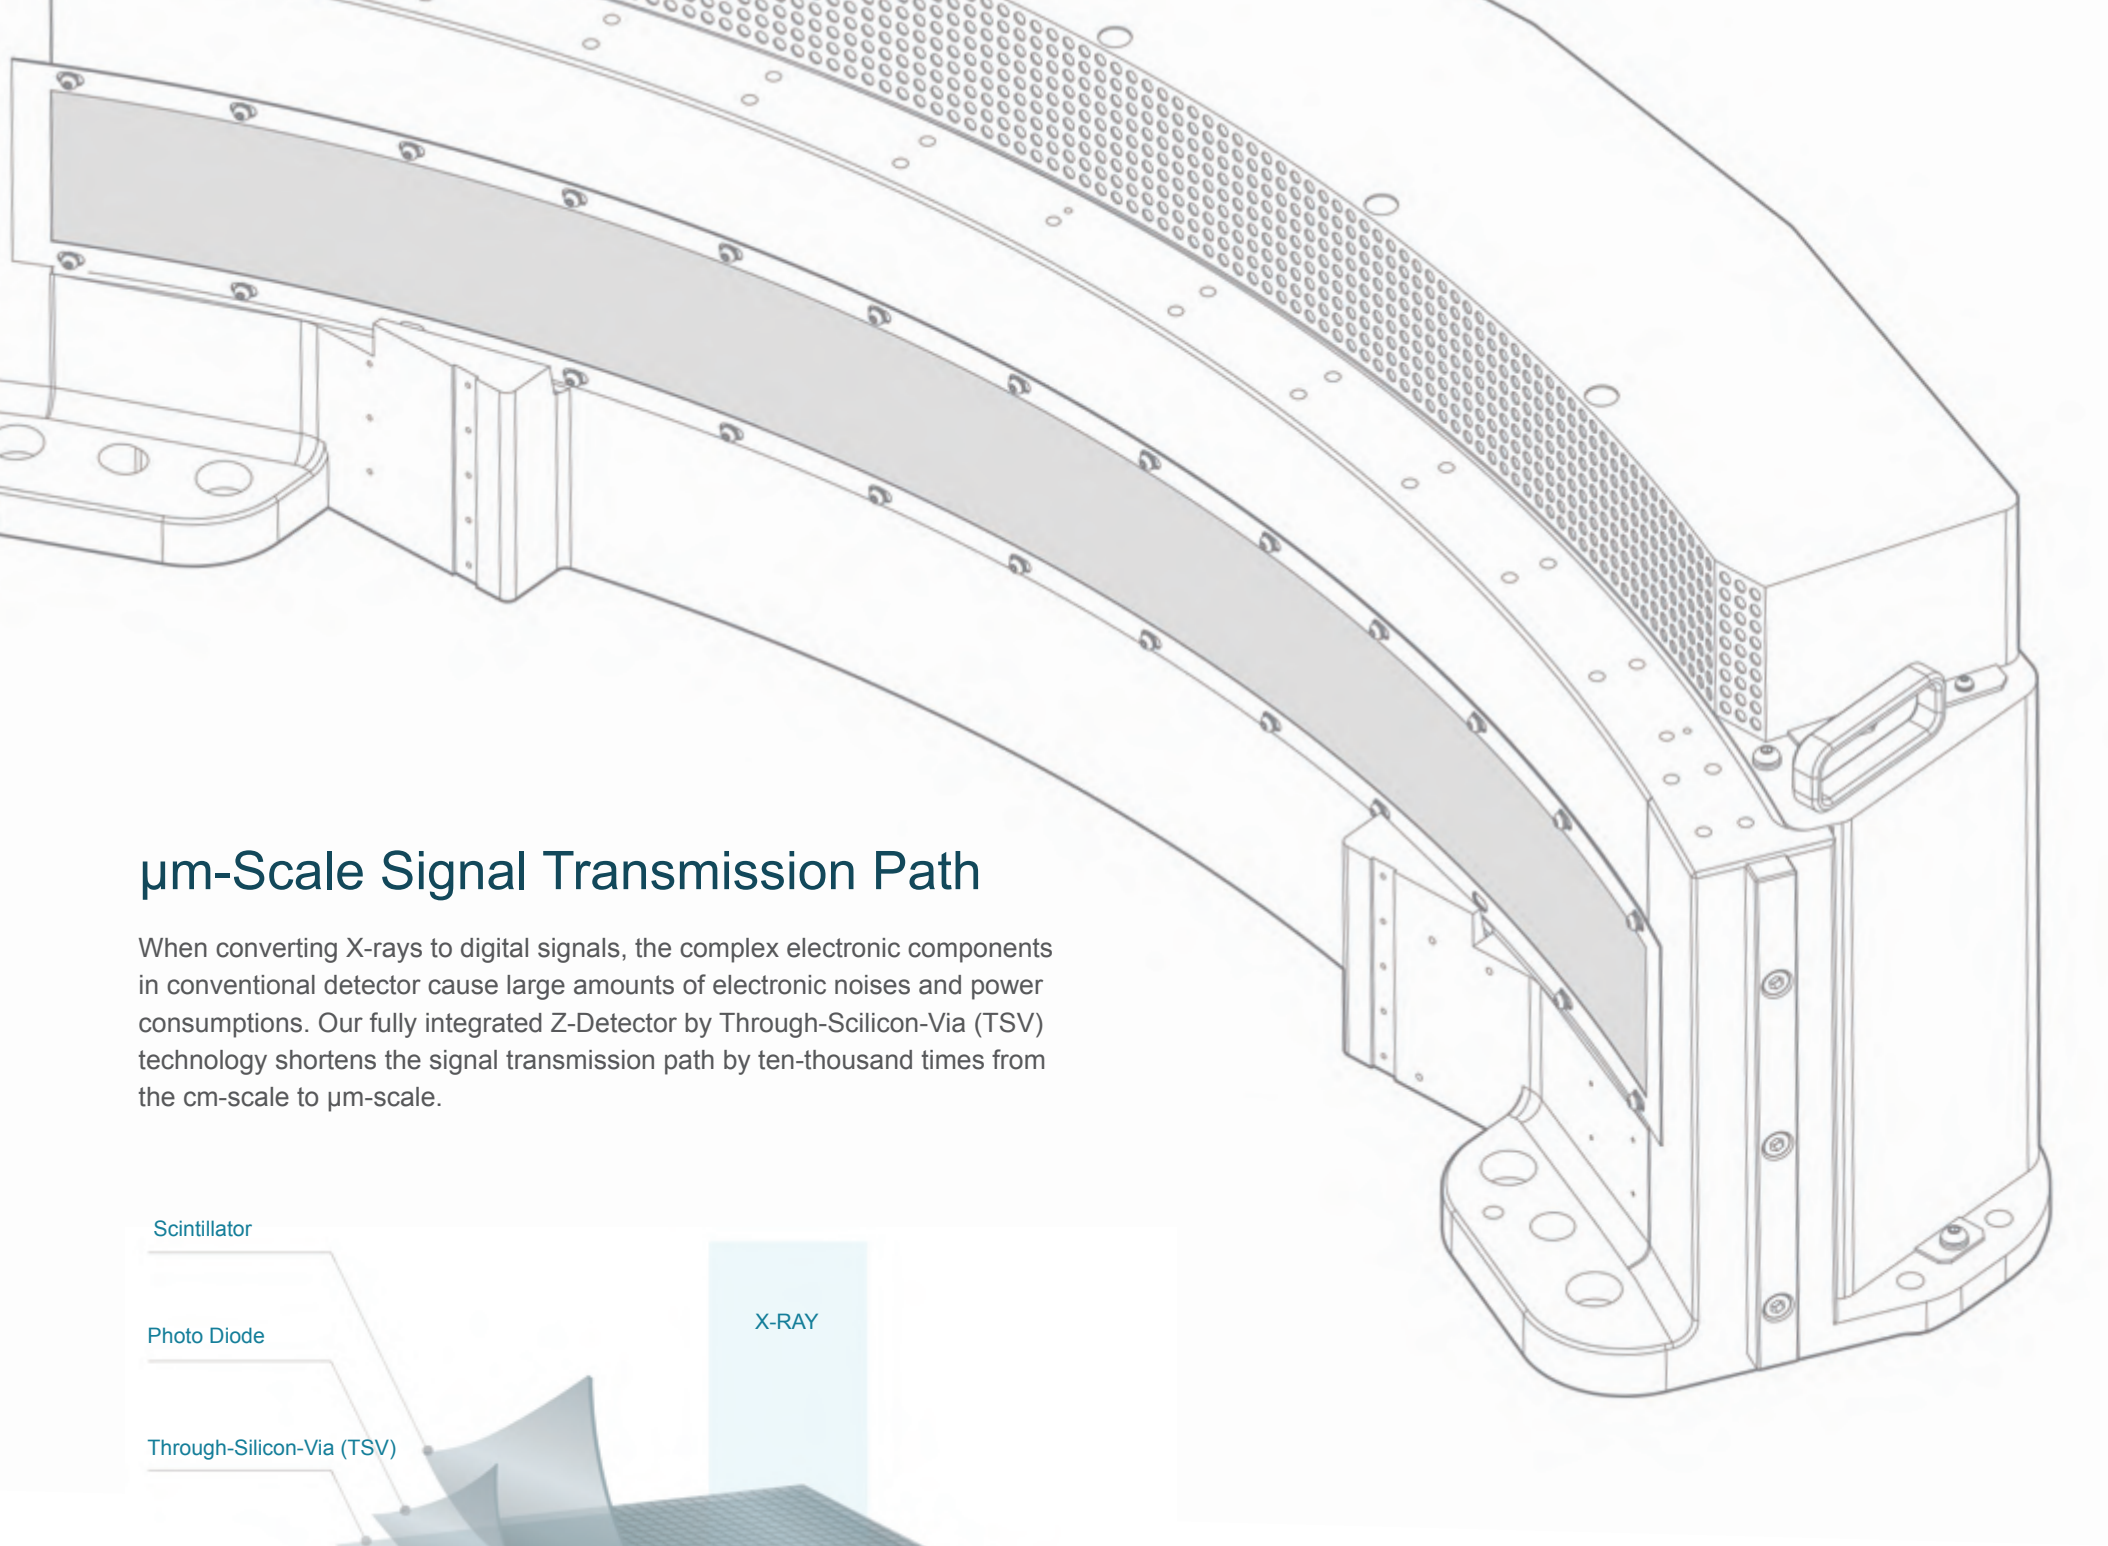 µm-Scale Signal Transmission Path
When converting X-rays to digital signals, the complex electronic components
in conventional detector cause large amounts of electronic noises and power
consumptions. Our fully integrated Z-Detector by Through-Scilicon-Via (TSV)
technology shortens the signal transmission path by ten-thousand times from
the cm-scale to µm-scale.
Scintillator
X-RAY
Photo Diode
Through-Silicon-Via (TSV)